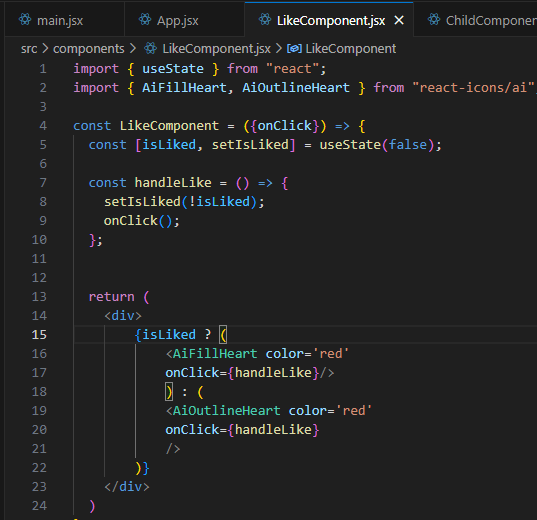 main.jsx App.jsx LikeComponent.jsx ChildComponen
src > components > LikeComponent.jsx > LikeComponent
1 import { useState } from "react";
2 import { AiFillHeart, AiOutlineHeart } from "react-icons/ai"
3
4 const LikeComponent = ({onClick}) => {
5 const [isLiked, setIsLiked] = useState(false);
6
7 const handleLike = () => {
8 setIsLiked(!isLiked);
9 onClick();
10 };
11
12
13 return (
14 <div>
15 {isLiked ? (
16 <AiFillHeart color='red'
17 onClick={handleLike}/>
18 ) : (
19 <AiOutlineHeart color='red'
20 onClick={handleLike}
21 />
22 )}
23 </div>
24 )